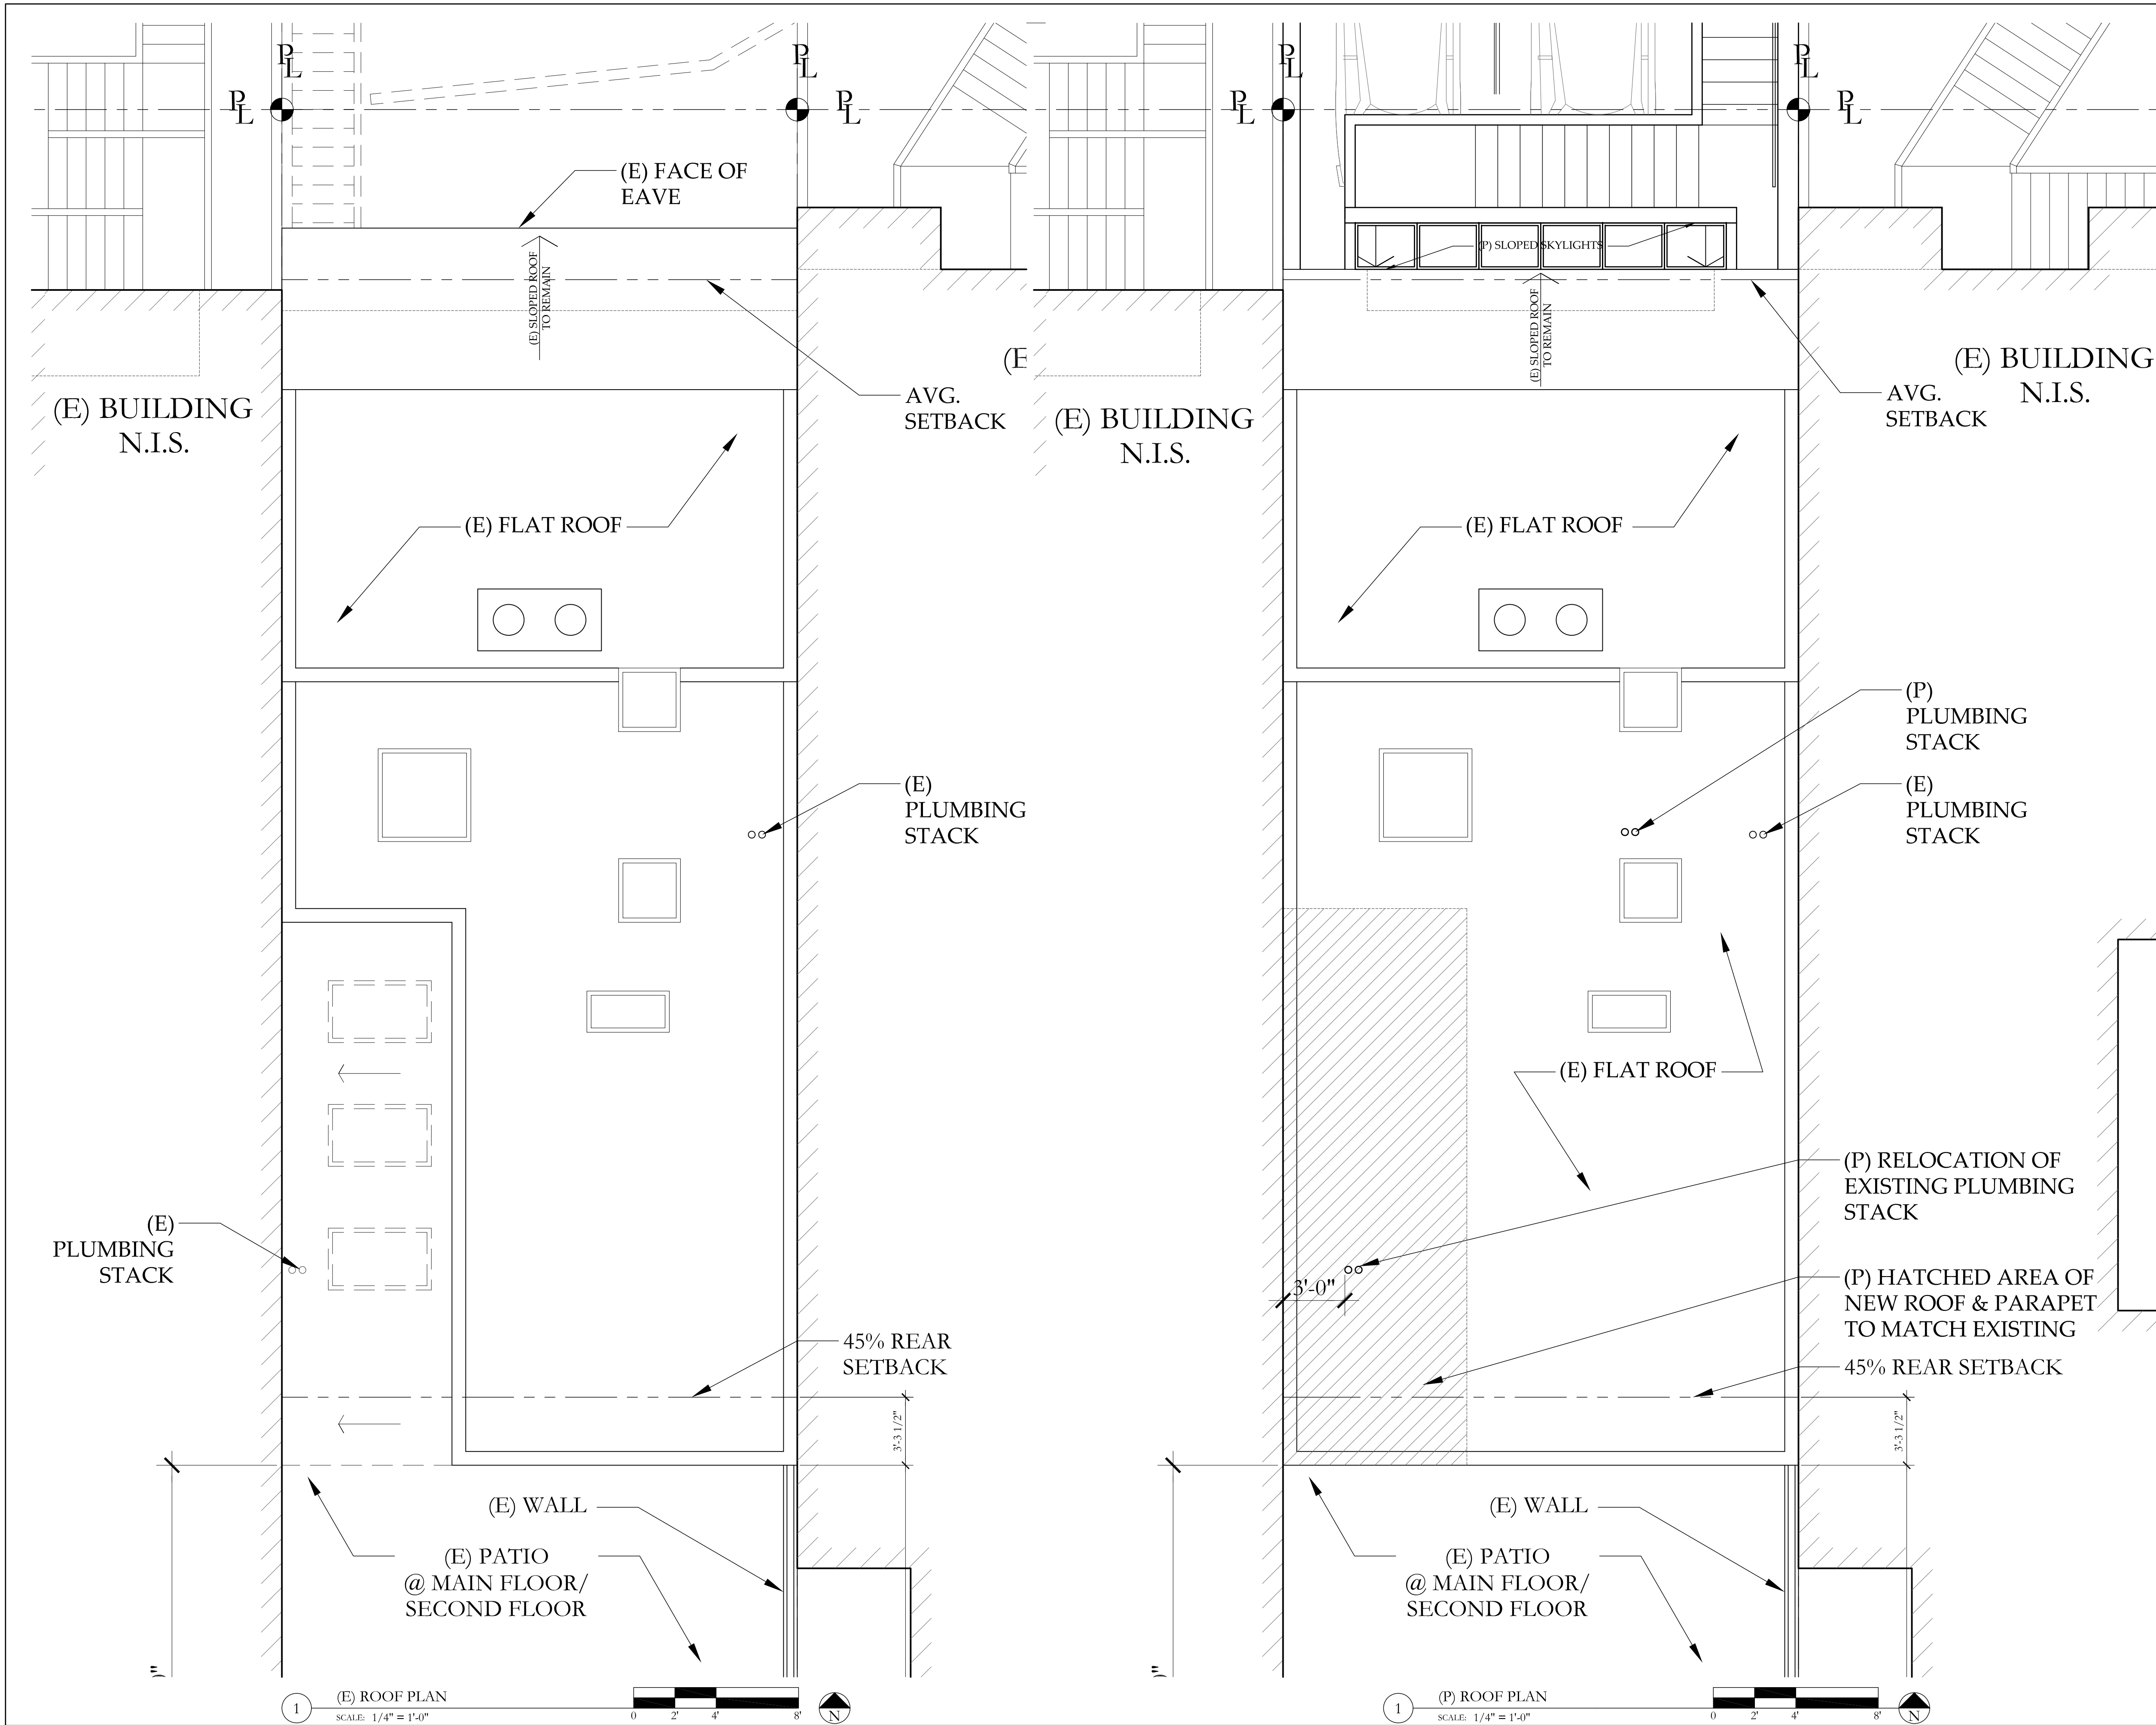 PL
PL
PL
PL
(E) FACE OF
EAVE
(E) SLOPED ROOF
TO REMAIN
(E) BUILDING
N.I.S.
AVG.
SETBACK
(E) FLAT ROOF
(E)
PLUMBING
STACK
(E)
PLUMBING
STACK
45% REAR
SETBACK
3'-3 1/2"
(E) WALL
(E) PATIO
@ MAIN FLOOR/
SECOND FLOOR
1
(E) ROOF PLAN
SCALE: 1/4" = 1'-0"
0 2' 4' 8'
N
(E
PL
PL
PL
PL
(P) SLOPED SKYLIGHTS
(E) SLOPED ROOF
TO REMAIN
(E) BUILDING
N.I.S.
(E) BUILDING
N.I.S.
AVG.
SETBACK
(E) FLAT ROOF
(P)
PLUMBING
STACK
(E)
PLUMBING
STACK
(E) FLAT ROOF
(P) RELOCATION OF
EXISTING PLUMBING
STACK
3'-0"
(P) HATCHED AREA OF
NEW ROOF & PARAPET
TO MATCH EXISTING
45% REAR SETBACK
3'-3 1/2"
(E) WALL
(E) PATIO
@ MAIN FLOOR/
SECOND FLOOR
1
(P) ROOF PLAN
SCALE: 1/4" = 1'-0"
0 2' 4' 8'
N